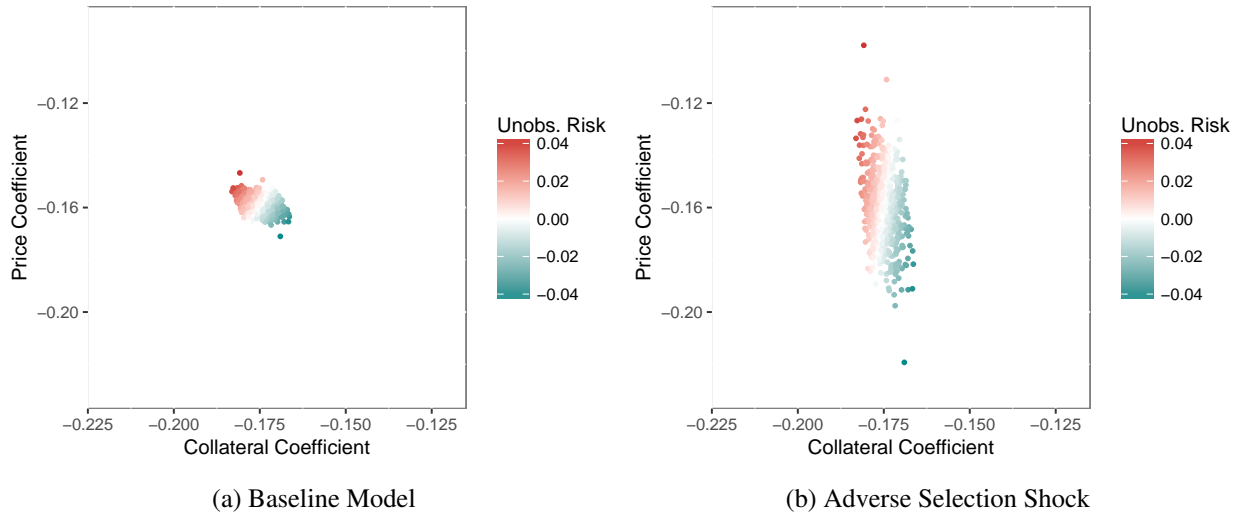 Price Coefficient
−0.12
−0.16
−0.20
−0.225 −0.200 −0.175 −0.150 −0.125
Collateral Coefficient
Unobs. Risk
0.04
0.02
0.00
−0.02
−0.04
(a) Baseline Model
Price Coefficient
−0.12
−0.16
−0.20
−0.225 −0.200 −0.175 −0.150 −0.125
Collateral Coefficient
Unobs. Risk
0.04
0.02
0.00
−0.02
−0.04
(b) Adverse Selection Shock